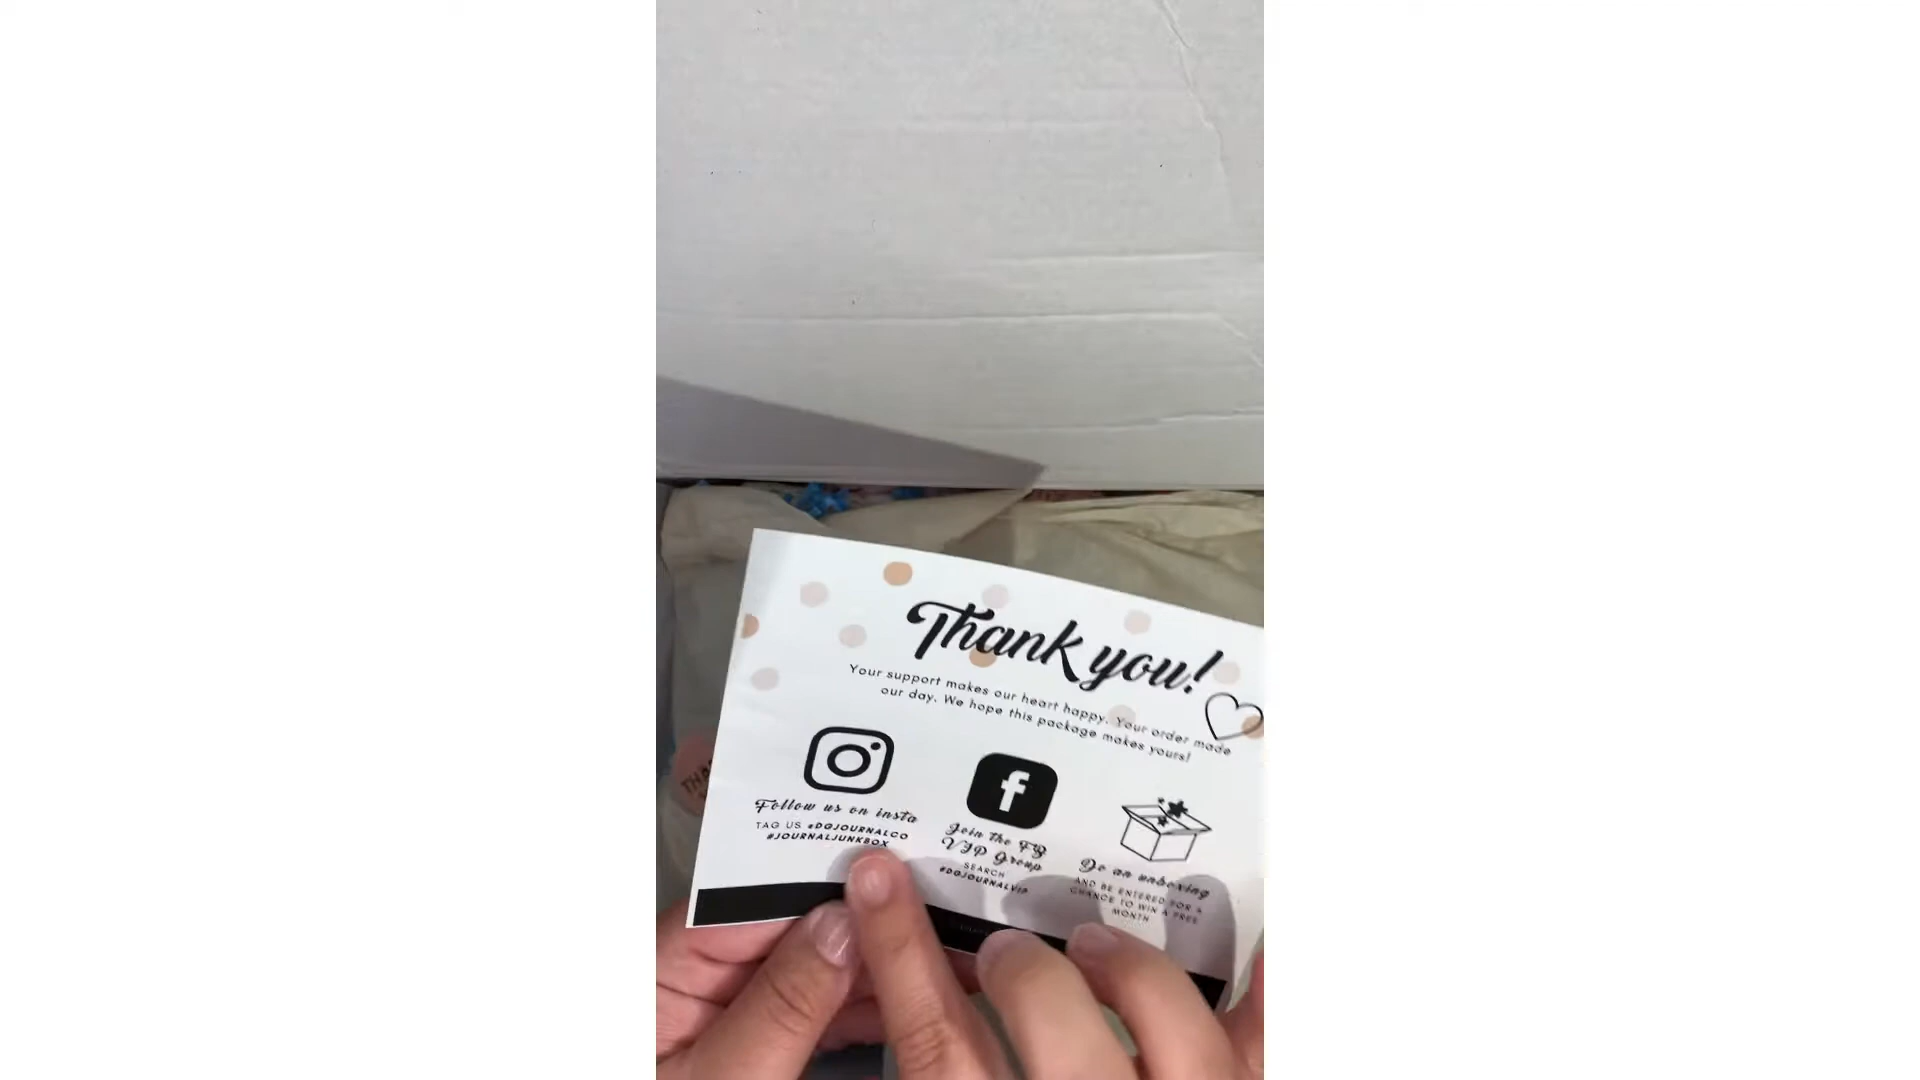 Thank you!
Your support makes our heart happy. Your order made
our day. We hope this package makes yours!
Follow us on insta
TAG US @DGJOURNALCO
#JOURNALJUNKBOX
Join the FB
VIP Group
SEARCH
#DGJOURNALVIP
Do an unboxing
AND BE ENTERED FOR A
CHANCE TO WIN A FREE
MONTH